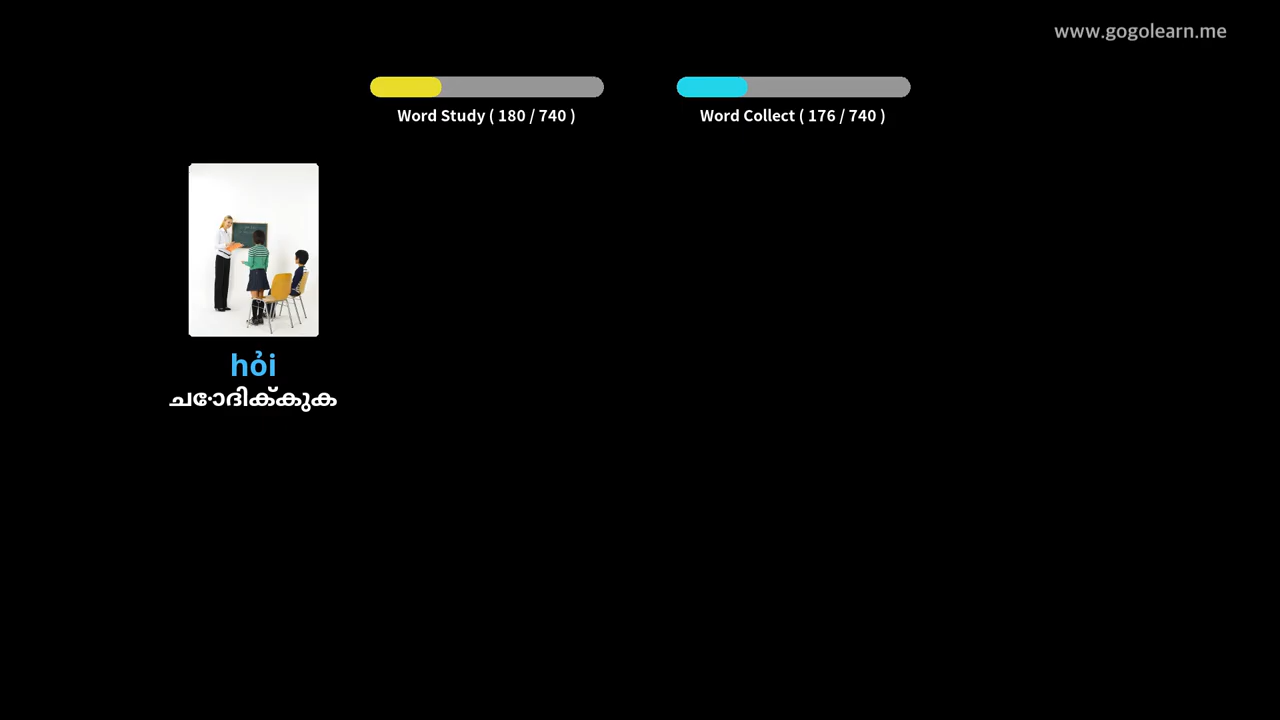 www.gogolearn.me
Word Study ( 180 / 740 )
Word Collect ( 176 / 740 )
hỏi
ചോദിക്കുക